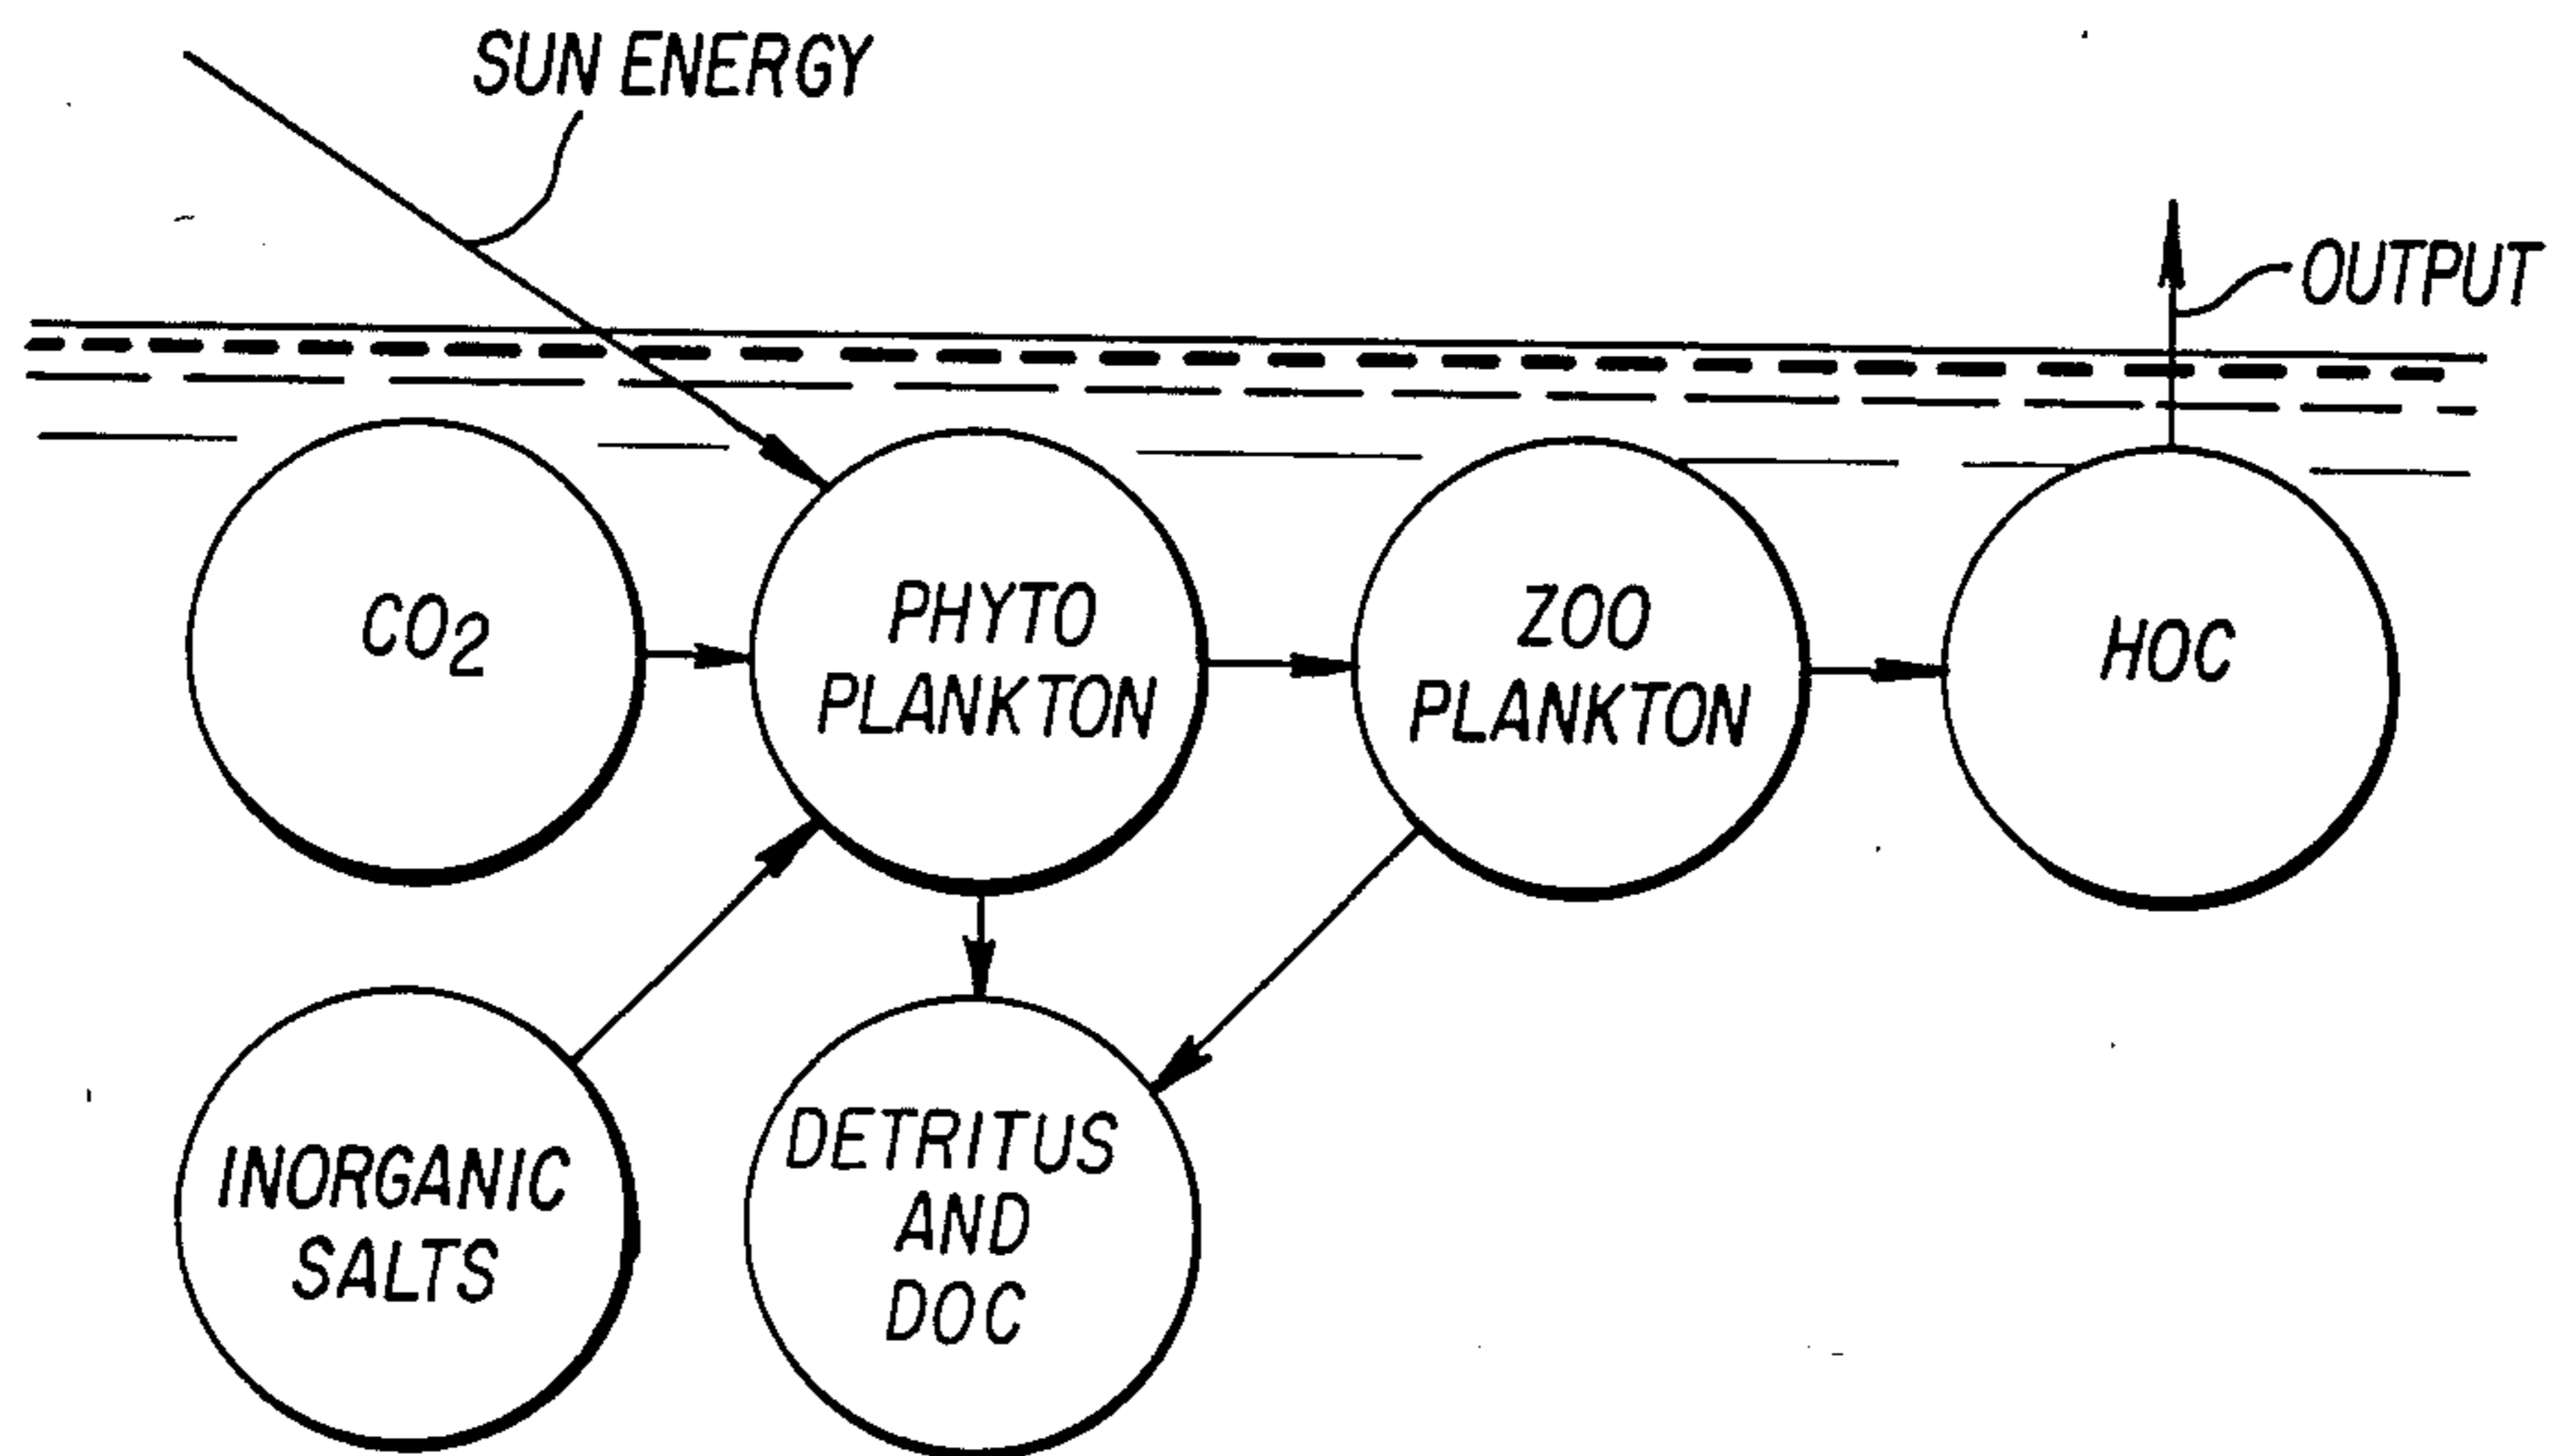 SUN ENERGY
OUTPUT
CO2
PHYTO
PLANKTON
ZOO
PLANKTON
HOC
INORGANIC
SALTS
DETRITUS
AND
DOC